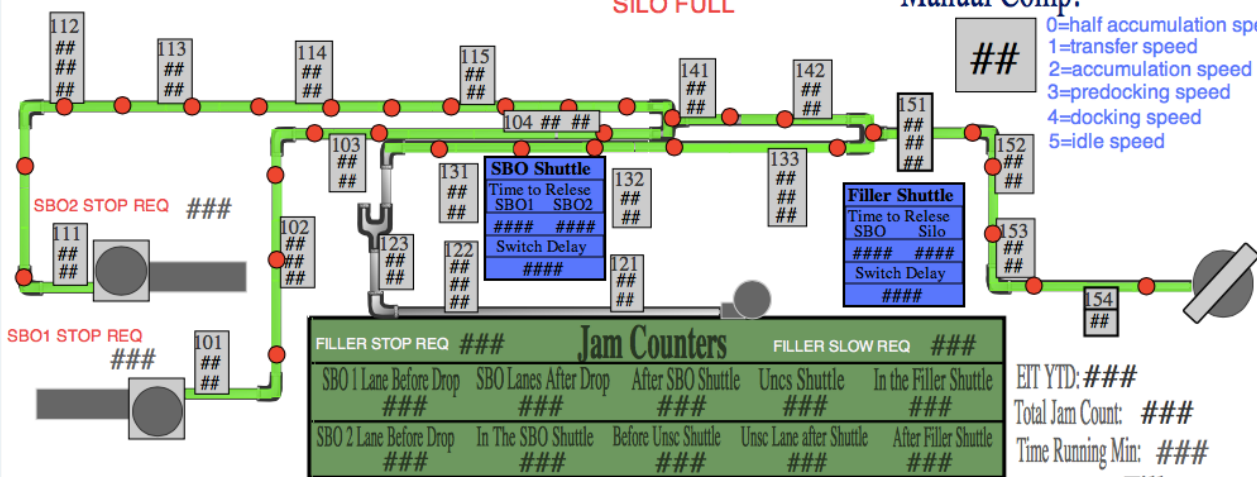 SILO FULL
Manual Comp:
##
0=half accumulation spe
1=transfer speed
2=accumulation speed
3=predocking speed
4=docking speed
5=idle speed
112
##
##
##
113
##
##
114
##
##
115
##
##
141
##
##
142
##
##
151
##
##
##
104 ## ##
103
##
##
152
##
##
131
##
##
SBO Shuttle
Time to Relese
SBO1 SBO2
#### ####
Switch Delay
####
132
##
##
133
##
##
##
Filler Shuttle
Time to Relese
SBO Silo
#### ####
Switch Delay
####
SBO2 STOP REQ ###
111
##
##
102
##
##
##
123
##
##
122
##
##
##
121
##
##
153
##
##
154
##
SBO1 STOP REQ
###
101
##
##
FILLER STOP REQ ###
Jam Counters
FILLER SLOW REQ ###
SBO 1 Lane Before Drop SBO Lanes After Drop After SBO Shuttle Uncs Shuttle In the Filler Shuttle
### ### ### ### ###
SBO 2 Lane Before Drop In The SBO Shuttle Before Unsc Shuttle Unsc Lane after Shuttle After Filler Shuttle
### ### ### ### ###
EIT YTD: ###
Total Jam Count: ###
Time Running Min: ###